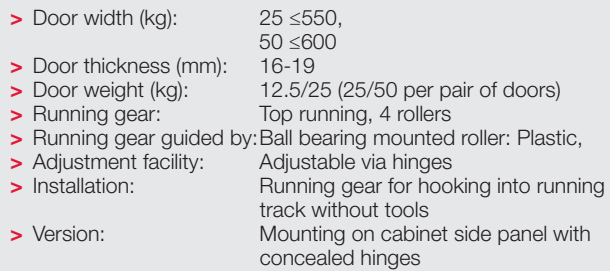 > Door width (kg): 25 ≤550,
50 ≤600
> Door thickness (mm): 16-19
> Door weight (kg): 12.5/25 (25/50 per pair of doors)
> Running gear: Top running, 4 rollers
> Running gear guided by: Ball bearing mounted roller: Plastic,
> Adjustment facility: Adjustable via hinges
> Installation: Running gear for hooking into running
track without tools
> Version: Mounting on cabinet side panel with
concealed hinges